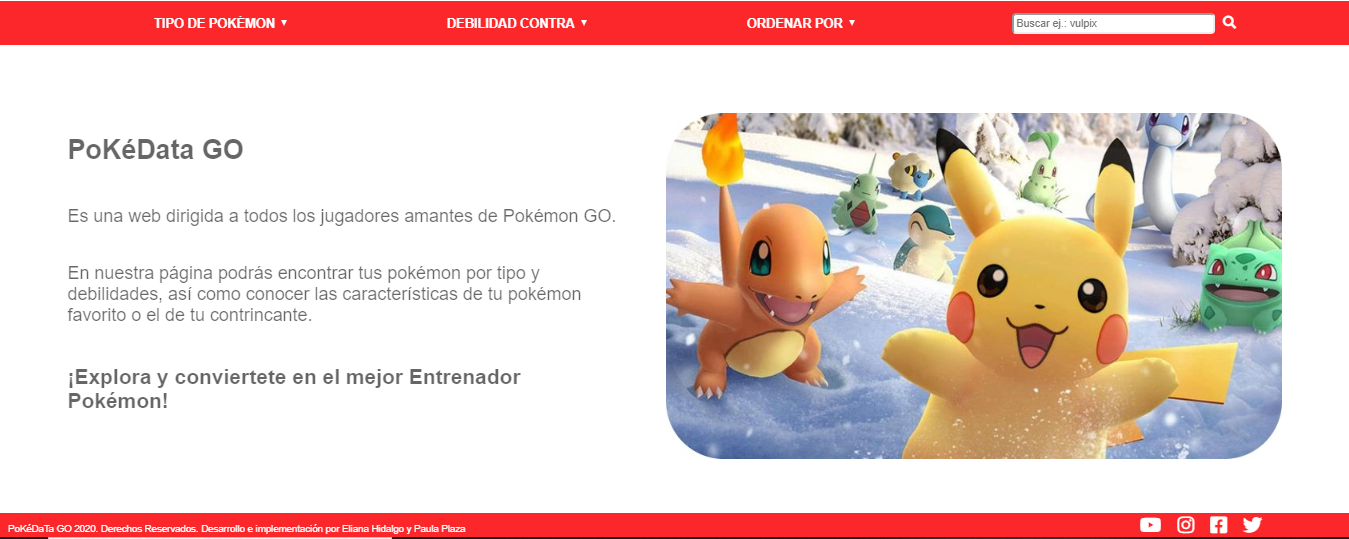 TIPO DE POKÉMON ▼
DEBILIDAD CONTRA ▼
ORDENAR POR ▼
Buscar ej.: vulpix
PoKéData GO
Es una web dirigida a todos los jugadores amantes de Pokémon GO.
En nuestra página podrás encontrar tus pokémon por tipo y
debilidades, así como conocer las características de tu pokémon
favorito o el de tu contrincante.
¡Explora y conviertete en el mejor Entrenador
Pokémon!
PoKéDaTa GO 2020. Derechos Reservados. Desarrollo e implementación por Eliana Hidalgo y Paula Plaza